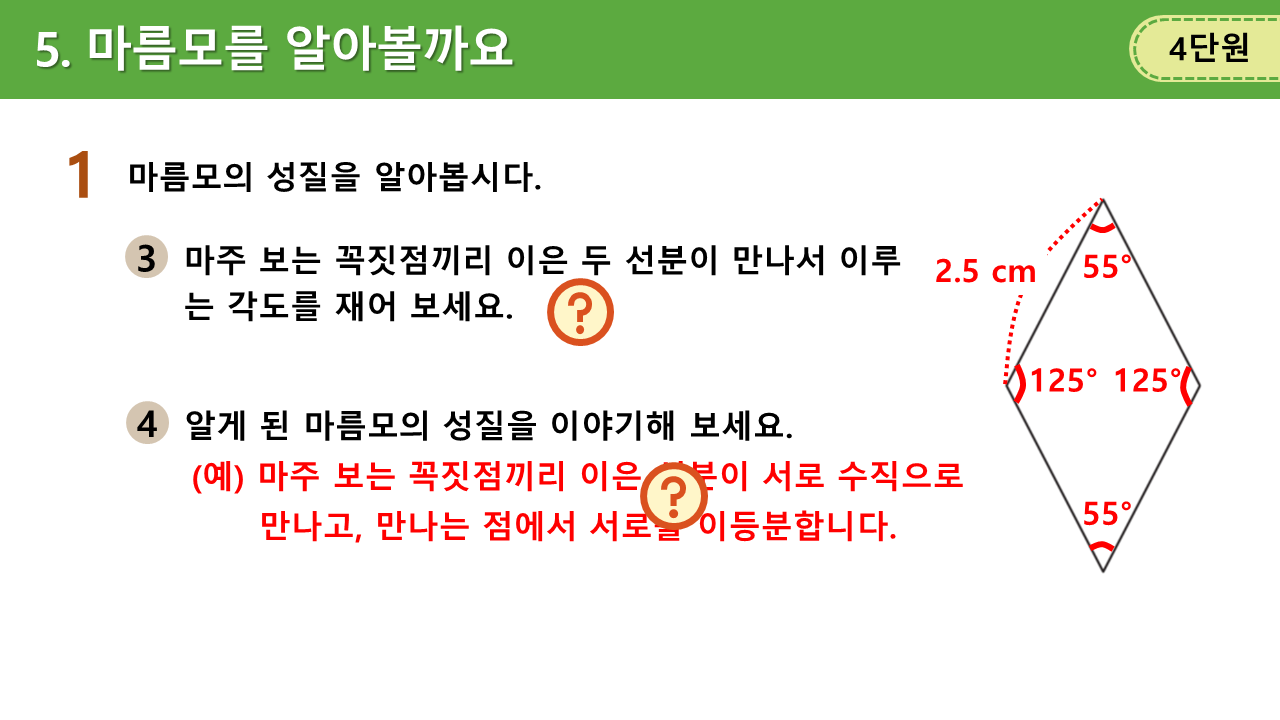 5. 마름모를 알아볼까요
4단원
1 마름모의 성질을 알아봅시다.
3 마주 보는 꼭짓점끼리 이은 두 선분이 만나서 이루
는 각도를 재어 보세요.
?
2.5 cm
55°
125° 125°
4 알게 된 마름모의 성질을 이야기해 보세요.
(예) 마주 보는 꼭짓점끼리 이은 선분이 서로 수직으로
?
만나고, 만나는 점에서 서로를 이등분합니다.
55°